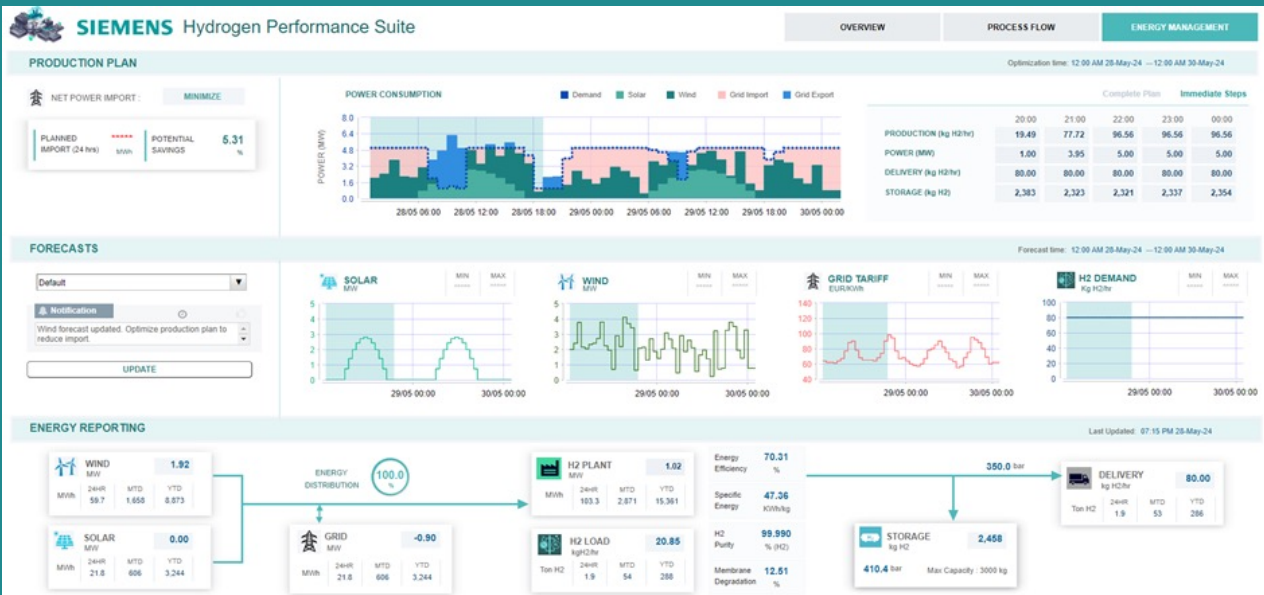 SIEMENS Hydrogen Performance Suite
OVERVIEW PROCESS FLOW ENERGY MANAGEMENT
PRODUCTION PLAN Optimization time: 12:00 AM 28-May-24 — 12:00 AM 30-May-24
NET POWER IMPORT : MINIMIZE
PLANNED IMPORT (24 hrs) ***** MWh POTENTIAL SAVINGS 5.31 %
POWER CONSUMPTION Demand Solar Wind Grid Import Grid Export
POWER (MW)
8.0
6.4
4.8
3.2
1.6
0.0
28/05 06:00 28/05 12:00 28/05 18:00 29/05 00:00 29/05 06:00 29/05 12:00 29/05 18:00 30/05 00:00
Complete Plan Immediate Steps
20:00 21:00 22:00 23:00 00:00
PRODUCTION (kg H2/hr) 19.49 77.72 96.56 96.56 96.56
POWER (MW) 1.00 3.95 5.00 5.00 5.00
DELIVERY (kg H2/hr) 80.00 80.00 80.00 80.00 80.00
STORAGE (kg H2) 2,383 2,323 2,321 2,337 2,354
FORECASTS Forecast time: 12:00 AM 28-May-24 — 12:00 AM 30-May-24
Default
Notification
Wind forecast updated. Optimize production plan to
reduce import.
UPDATE
SOLAR MIN MAX
MW ***** *****
5
4
3
2
1
0
29/05 00:00 30/05 00:00
WIND MIN MAX
MW ***** *****
5
4
3
2
1
0
29/05 00:00 30/05 00:00
GRID TARIFF MIN MAX
EUR/KWh ***** *****
140
120
100
80
60
40
29/05 00:00 30/05 00:00
H2 DEMAND MIN MAX
Kg H2/hr ***** *****
100
80
60
40
20
0
29/05 00:00 30/05 00:00
ENERGY REPORTING Last Updated: 07:15 PM 28-May-24
WIND 1.92
MW
24HR MTD YTD
MWh 59.7 1.658 8,873
SOLAR 0.00
MW
24HR MTD YTD
MWh 21.8 606 3,244
ENERGY
DISTRIBUTION
100.0
%
GRID -0.90
MW
24HR MTD YTD
MWh 21.8 606 3,244
H2 PLANT 1.02
MW
24HR MTD YTD
MWh 103.3 2,871 15,361
H2 LOAD 20.85
kgH2/hr
24HR MTD YTD
Ton H2 1.9 54 288
Energy 70.31
Efficiency %
Specific 47.36
Energy KWh/kg
H2 99.990
Purity % (H2)
Membrane 12.51
Degradation %
350.0 bar
STORAGE 2,458
kg H2
410.4 bar Max Capacity : 3000 kg
DELIVERY 80.00
kg H2/hr
24HR MTD YTD
Ton H2 1.9 53 286